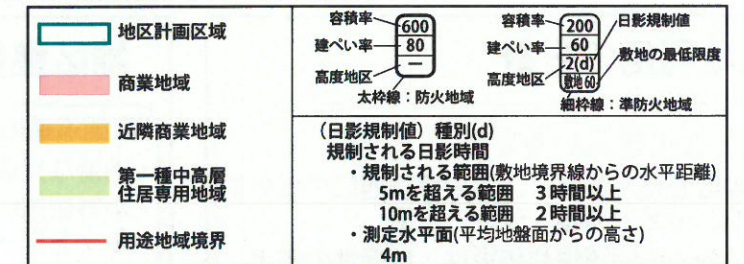 地区計画区域
商業地域
近隣商業地域
第一種中高層
住居専用地域
用途地域境界
容積率
600
建ぺい率
80
高度地区
—
太枠線：防火地域
容積率
200
日影規制値
建ぺい率
60
敷地の最低限度
高度地区
2(d)
敷地 60
細枠線：準防火地域
（日影規制値）種別(d)
規制される日影時間
・規制される範囲(敷地境界線からの水平距離)
5mを超える範囲　3時間以上
10mを超える範囲　2時間以上
・測定水平面(平均地盤面からの高さ)
4m